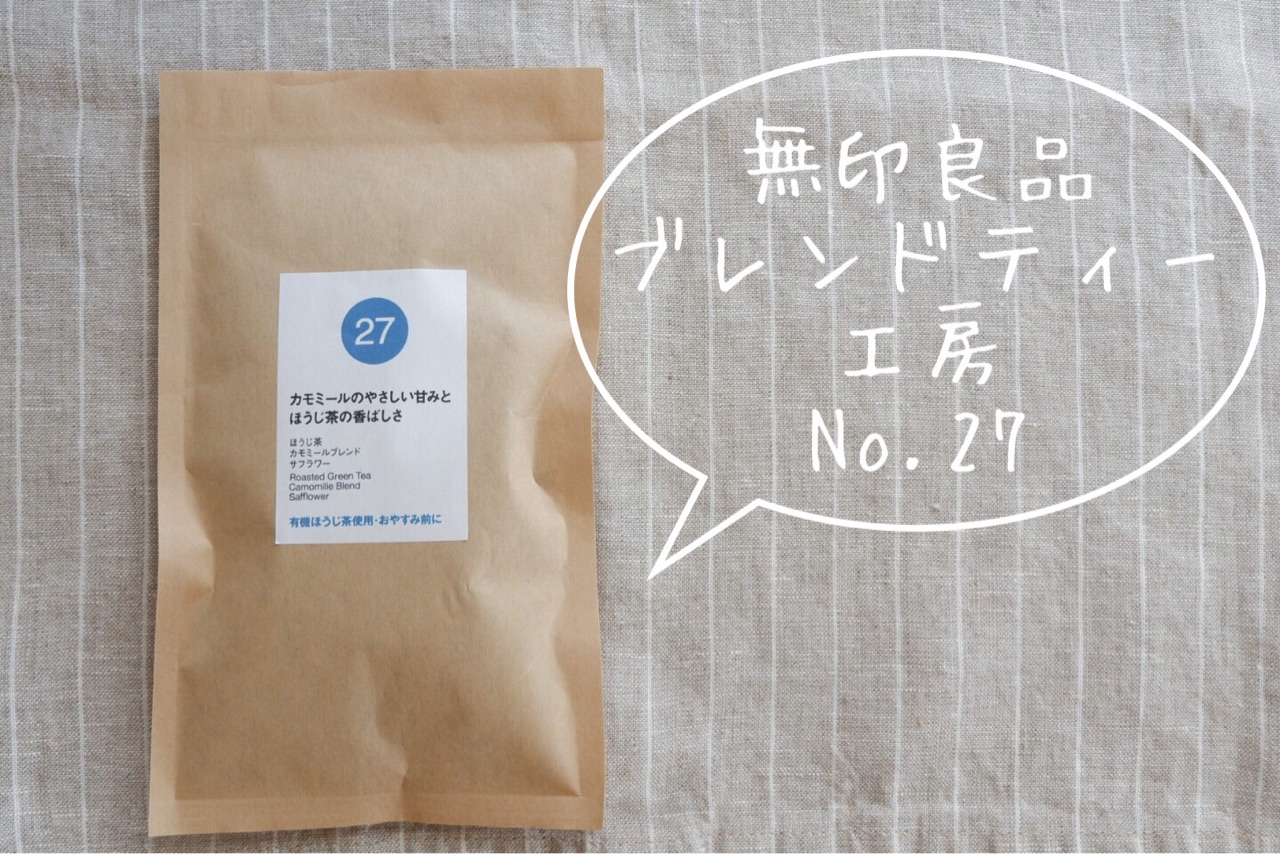 27
カモミールのやさしい甘みと
ほうじ茶の香ばしさ
ほうじ茶
カモミールブレンド
サフラワー
Roasted Green Tea
Camomilie Blend
Safflower
有機ほうじ茶使用・おやすみ前に
無印良品
ブレンドティー
工房
No. 27